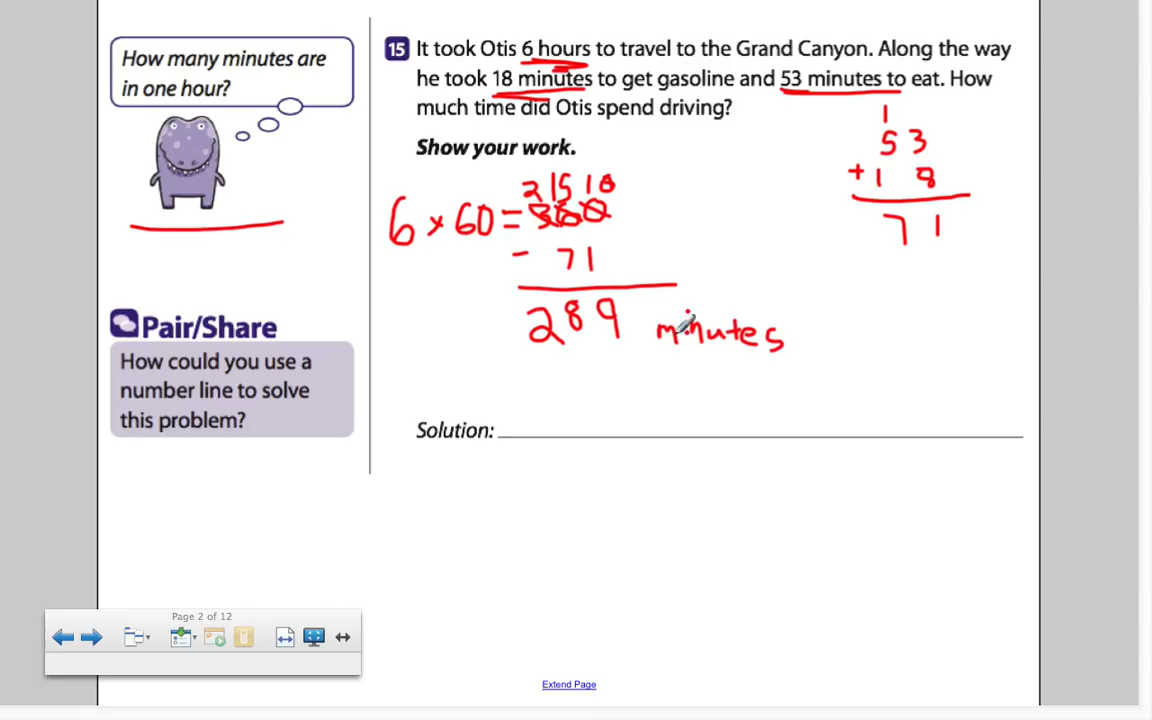 How many minutes are
in one hour?
15 It took Otis 6 hours to travel to the Grand Canyon. Along the way
he took 18 minutes to get gasoline and 53 minutes to eat. How
much time did Otis spend driving?
Show your work.
1
53
+18
71
2 15 10
6 × 60 = 360
- 71
289 minutes
Pair/Share
How could you use a
number line to solve
this problem?
Solution:
Page 2 of 12
Extend Page